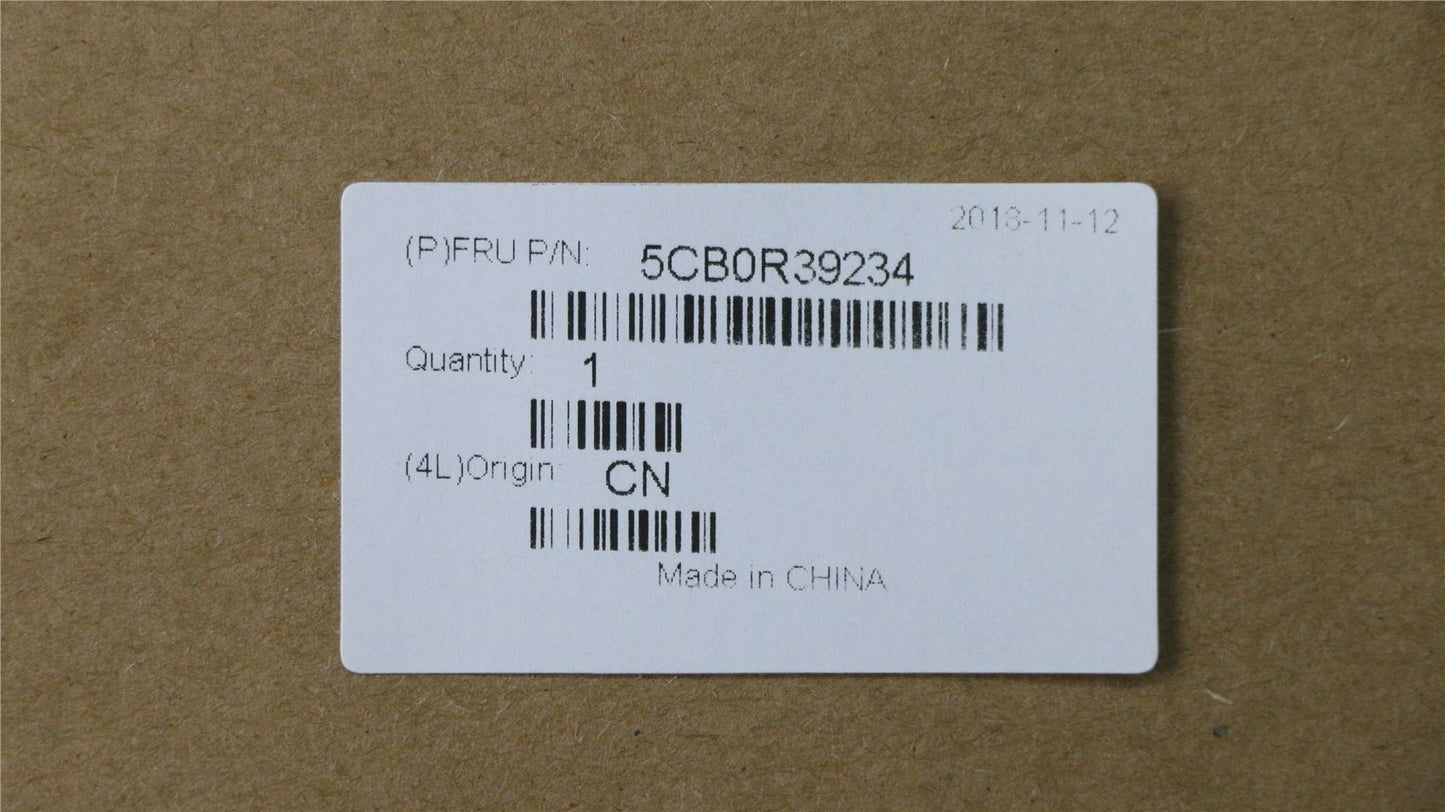 2018-11-12
(P)FRU P/N: 5CB0R39234
Quantity: 1
(4L)Origin: CN
Made in CHINA